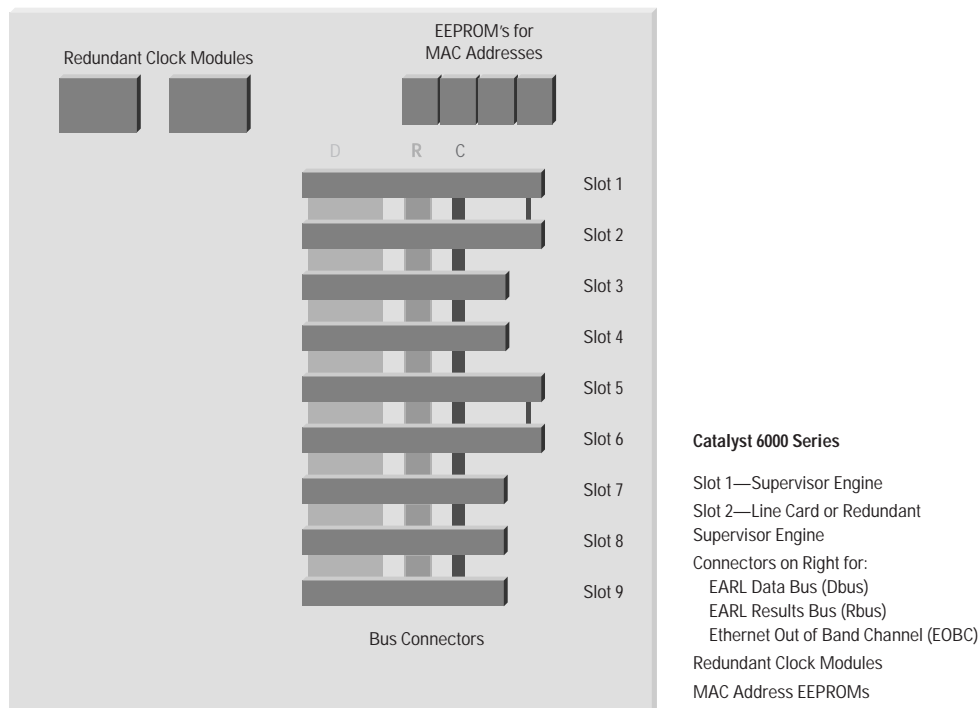 Redundant Clock Modules
EEPROM's for
MAC Addresses
D R C
Slot 1
Slot 2
Slot 3
Slot 4
Slot 5
Slot 6
Slot 7
Slot 8
Slot 9
Bus Connectors
Catalyst 6000 Series
Slot 1—Supervisor Engine
Slot 2—Line Card or Redundant
Supervisor Engine
Connectors on Right for:
EARL Data Bus (Dbus)
EARL Results Bus (Rbus)
Ethernet Out of Band Channel (EOBC)
Redundant Clock Modules
MAC Address EEPROMs